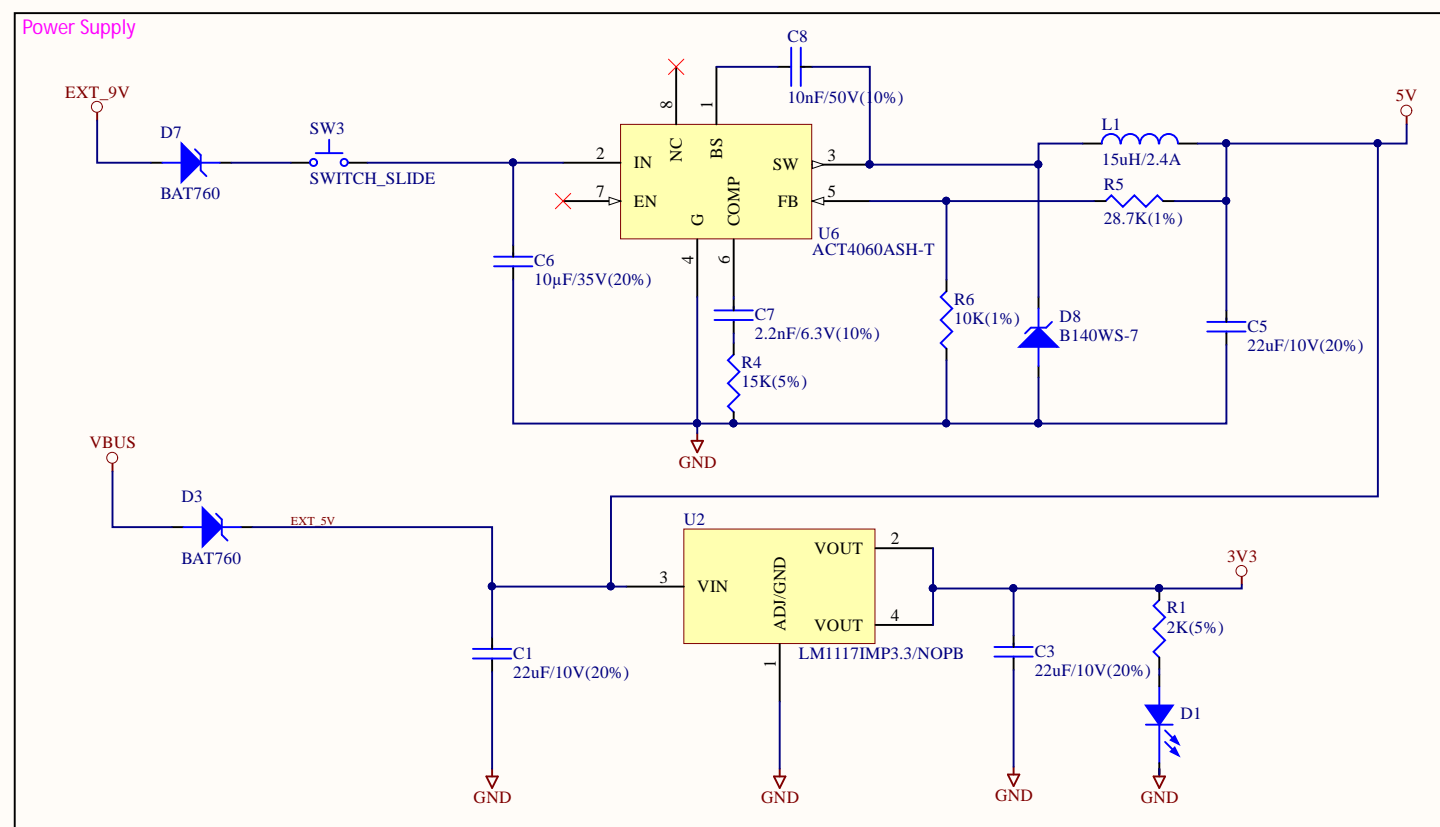 Power Supply
EXT_9V
D7
BAT760
SW3
SWITCH_SLIDE
C8
10nF/50V(10%)
8
1
NC
BS
2
IN
7
EN
G
COMP
SW
3
FB
5
4
6
U6
ACT4060ASH-T
L1
15uH/2.4A
5V
R5
28.7K(1%)
C6
10µF/35V(20%)
C7
2.2nF/6.3V(10%)
R4
15K(5%)
R6
10K(1%)
D8
B140WS-7
C5
22uF/10V(20%)
GND
VBUS
D3
BAT760
EXT_5V
U2
3
VIN
ADJ/GND
VOUT
2
VOUT
4
1
LM1117IMP3.3/NOPB
3V3
C1
22uF/10V(20%)
C3
22uF/10V(20%)
R1
2K(5%)
D1
GND
GND
GND
GND